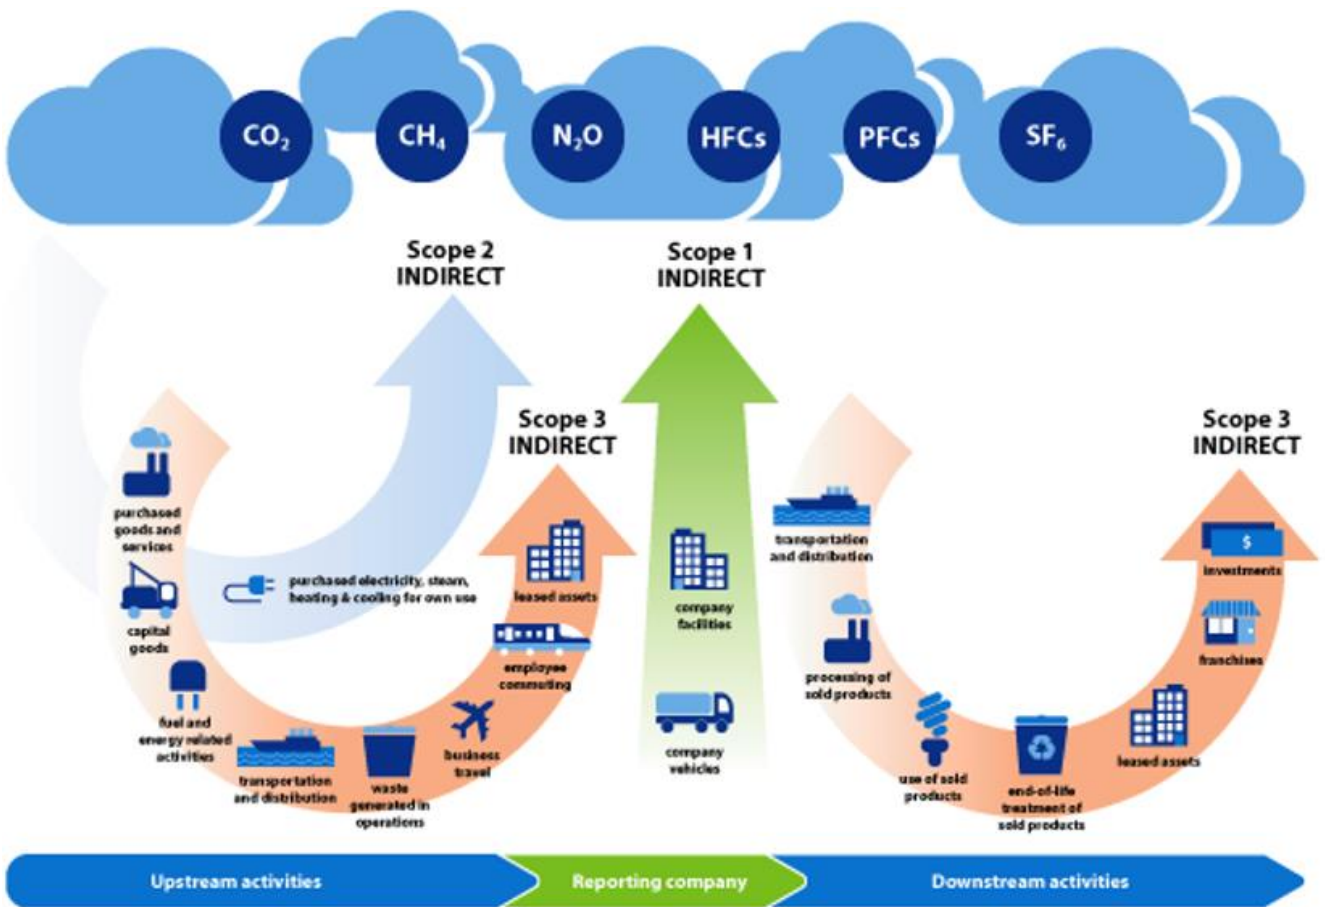 CO₂
CH₄
N₂O
HFCs
PFCs
SF₆
Scope 2
INDIRECT
Scope 1
INDIRECT
Scope 3
INDIRECT
Scope 3
INDIRECT
purchased
goods and
services
capital
goods
fuel and
energy related
activities
transportation
and distribution
waste
generated in
operations
business
travel
employee
commuting
leased assets
purchased electricity, steam,
heating & cooling for own use
company
facilities
company
vehicles
transportation
and distribution
processing of
sold products
use of sold
products
end-of-life
treatment of
sold products
leased assets
franchises
$
investments
Upstream activities
Reporting company
Downstream activities